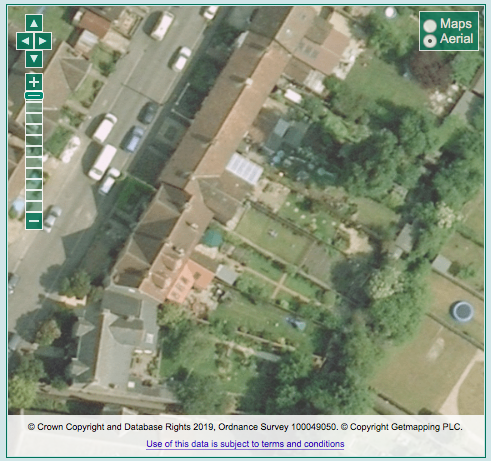 Maps
Aerial
© Crown Copyright and Database Rights 2019, Ordnance Survey 100049050. © Copyright Getmapping PLC.
Use of this data is subject to terms and conditions